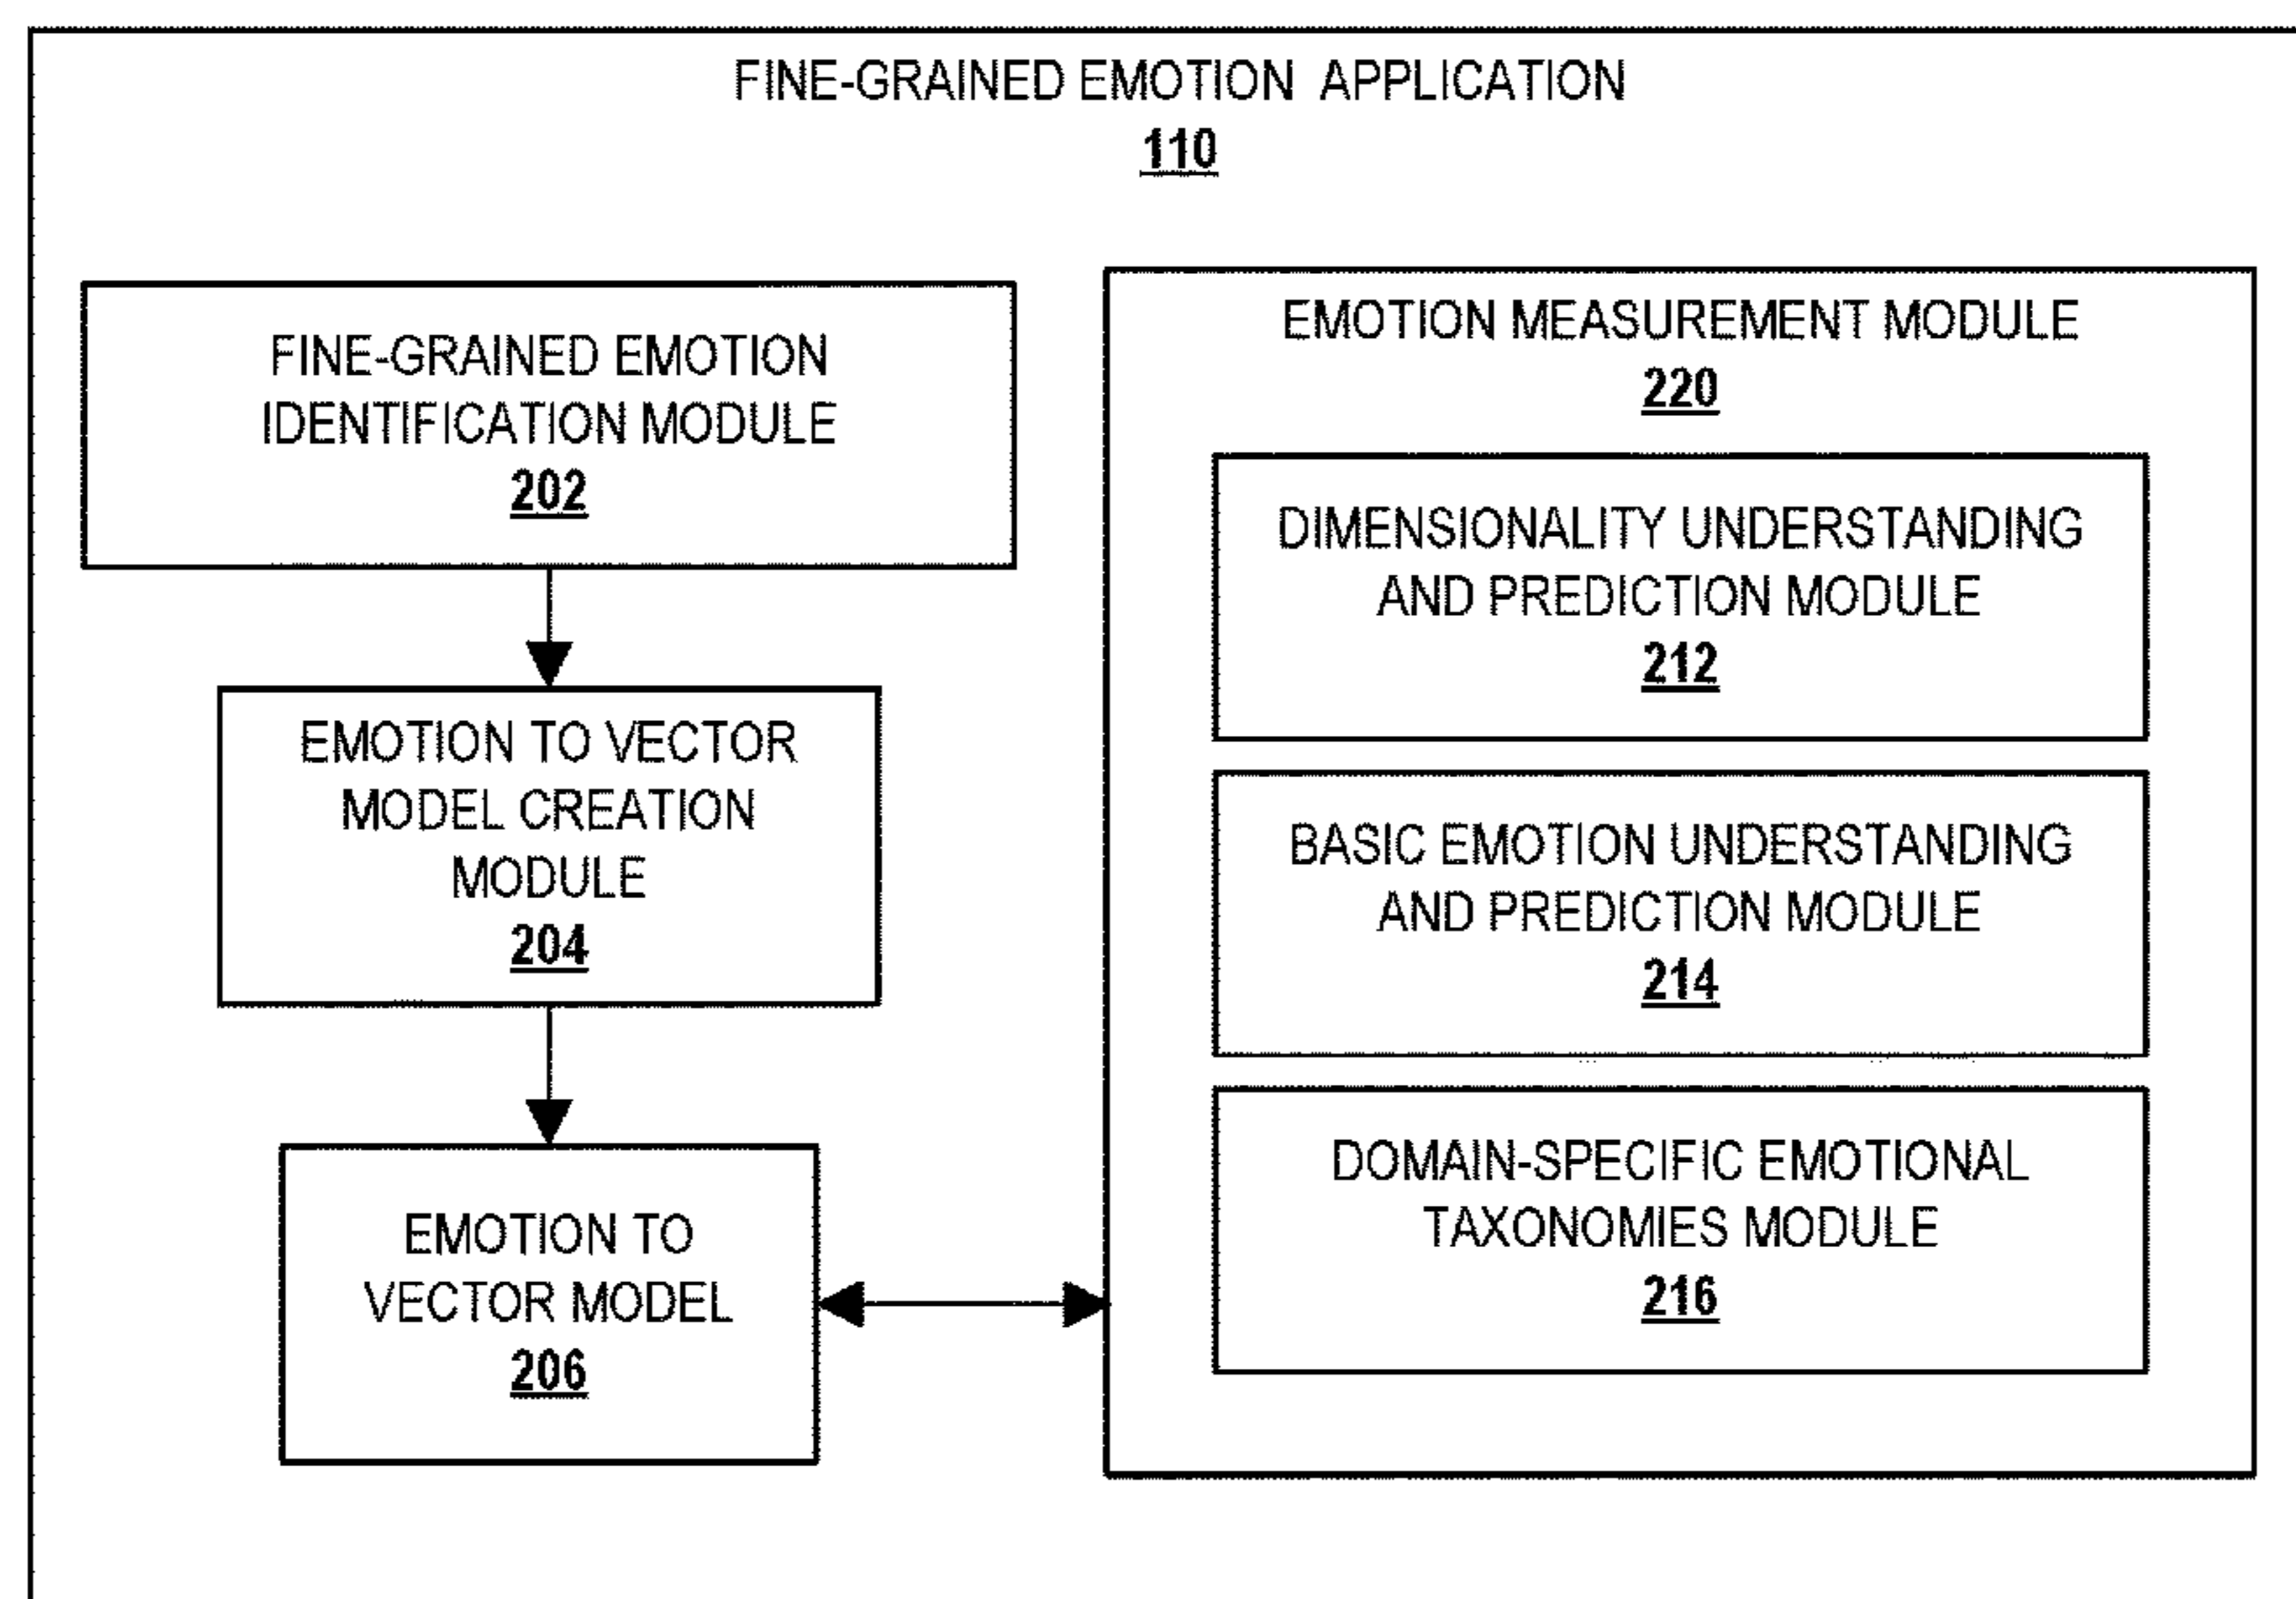 FINE-GRAINED EMOTION APPLICATION
110
FINE-GRAINED EMOTION
IDENTIFICATION MODULE
202
EMOTION TO VECTOR
MODEL CREATION
MODULE
204
EMOTION TO
VECTOR MODEL
206
EMOTION MEASUREMENT MODULE
220
DIMENSIONALITY UNDERSTANDING
AND PREDICTION MODULE
212
BASIC EMOTION UNDERSTANDING
AND PREDICTION MODULE
214
DOMAIN-SPECIFIC EMOTIONAL
TAXONOMIES MODULE
216